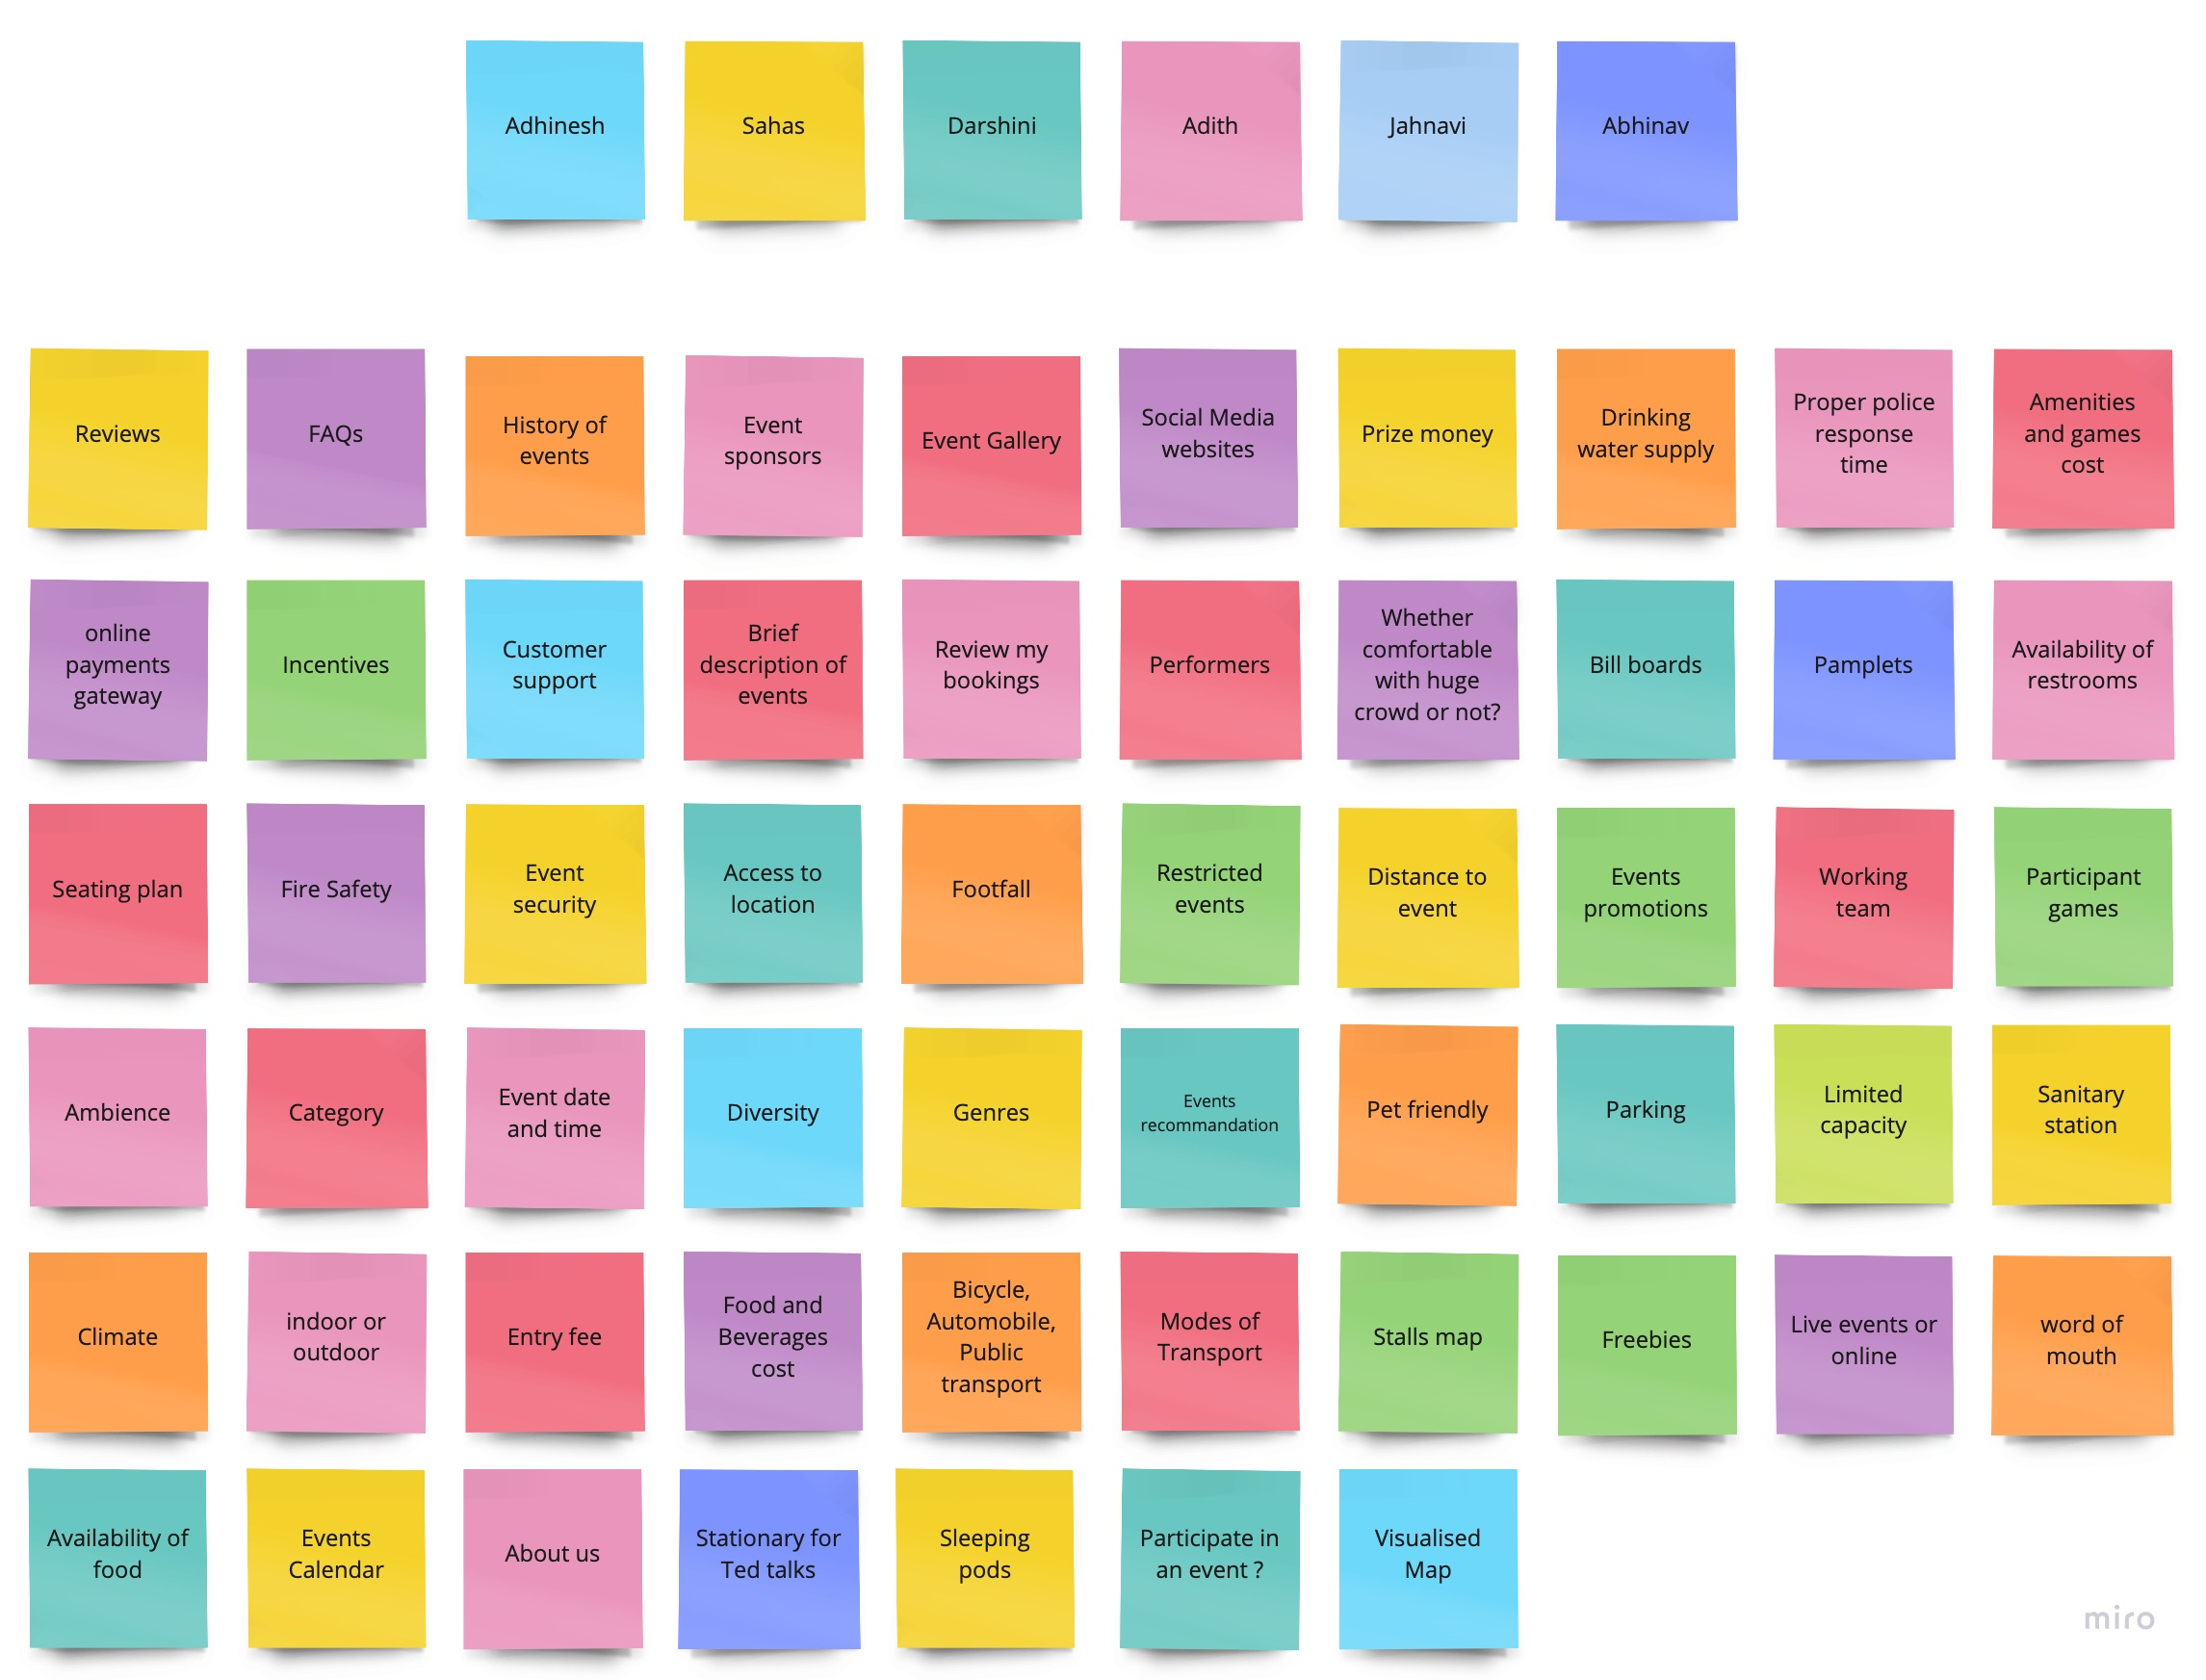 Adhinesh
Sahas
Darshini
Adith
Jahnavi
Abhinav
Reviews
FAQs
History of
events
Event
sponsors
Event Gallery
Social Media
websites
Prize money
Drinking
water supply
Proper police
response
time
Amenities
and games
cost
online
payments
gateway
Incentives
Customer
support
Brief
description of
events
Review my
bookings
Performers
Whether
comfortable
with huge
crowd or not?
Bill boards
Pamplets
Availability of
restrooms
Seating plan
Fire Safety
Event
security
Access to
location
Footfall
Restricted
events
Distance to
event
Events
promotions
Working
team
Participant
games
Ambience
Category
Event date
and time
Diversity
Genres
Events
recommandation
Pet friendly
Parking
Limited
capacity
Sanitary
station
Climate
indoor or
outdoor
Entry fee
Food and
Beverages
cost
Bicycle,
Automobile,
Public
transport
Modes of
Transport
Stalls map
Freebies
Live events or
online
word of
mouth
Availability of
food
Events
Calendar
About us
Stationary for
Ted talks
Sleeping
pods
Participate in
an event ?
Visualised
Map
miro